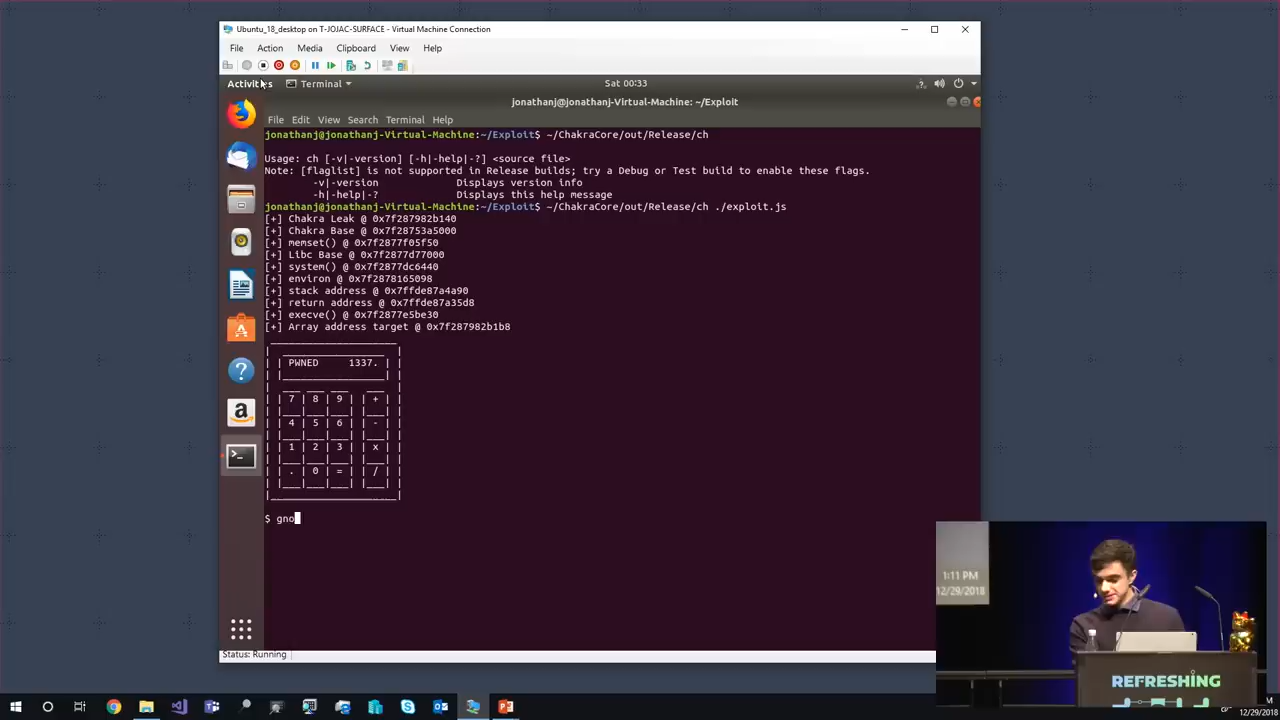 Ubuntu_18_desktop on T-JOJAC-SURFACE - Virtual Machine Connection
File Action Media Clipboard View Help
Activities Terminal Sat 00:33
jonathanj@jonathanj-Virtual-Machine: ~/Exploit
File Edit View Search Terminal Help
jonathanj@jonathanj-Virtual-Machine:~/Exploit$ ~/ChakraCore/out/Release/ch
Usage: ch [-v|-version] [-h|-help|-?] <source file>
Note: [flaglist] is not supported in Release builds; try a Debug or Test build to enable these flags.
-v|-version Displays version info
-h|-help|-? Displays this help message
jonathanj@jonathanj-Virtual-Machine:~/Exploit$ ~/ChakraCore/out/Release/ch ./exploit.js
[+] Chakra Leak @ 0x7f287982b140
[+] Chakra Base @ 0x7f28753a5000
[+] memset() @ 0x7f2877f05f50
[+] Libc Base @ 0x7f2877d77000
[+] system() @ 0x7f2877dc6440
[+] environ @ 0x7f2878165098
[+] stack address @ 0x7ffde87a4a90
[+] return address @ 0x7ffde87a35d8
[+] execve() @ 0x7f2877e5be30
[+] Array address target @ 0x7f287982b1b8
PWNED 1337.
7 8 9 +
4 5 6 -
1 2 3 x
. 0 = /
$ gno
Status: Running
1:11 PM
12/29/2018
REFRESHING
12/29/2018